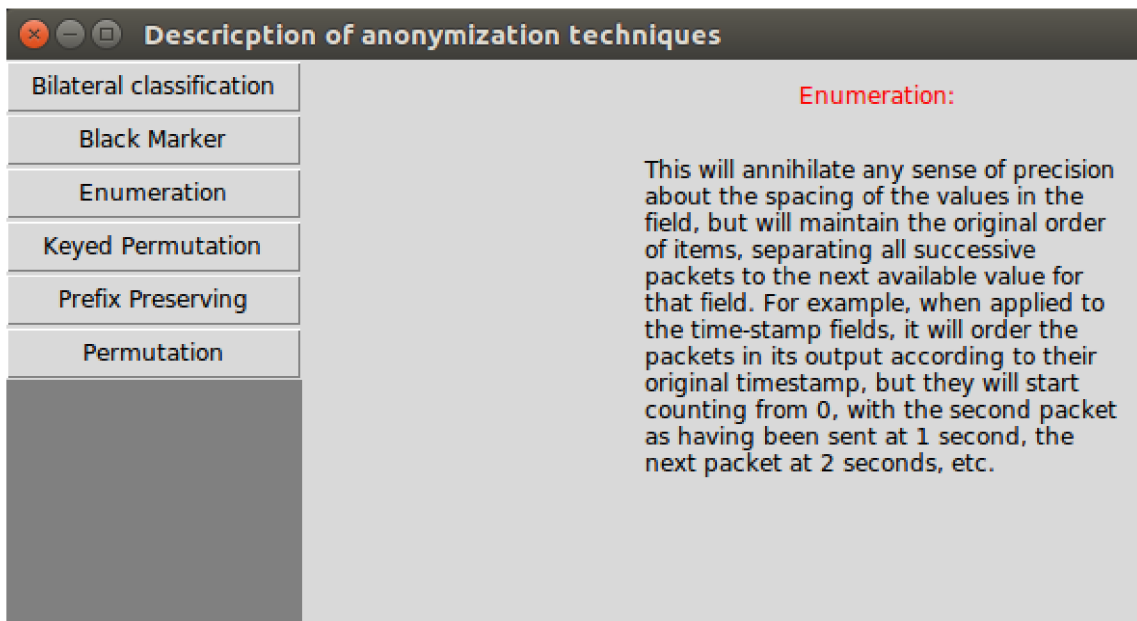 Descricption of anonymization techniques
Bilateral classification
Black Marker
Enumeration
Keyed Permutation
Prefix Preserving
Permutation
Enumeration:
This will annihilate any sense of precision
about the spacing of the values in the
field, but will maintain the original order
of items, separating all successive
packets to the next available value for
that field. For example, when applied to
the time-stamp fields, it will order the
packets in its output according to their
original timestamp, but they will start
counting from 0, with the second packet
as having been sent at 1 second, the
next packet at 2 seconds, etc.